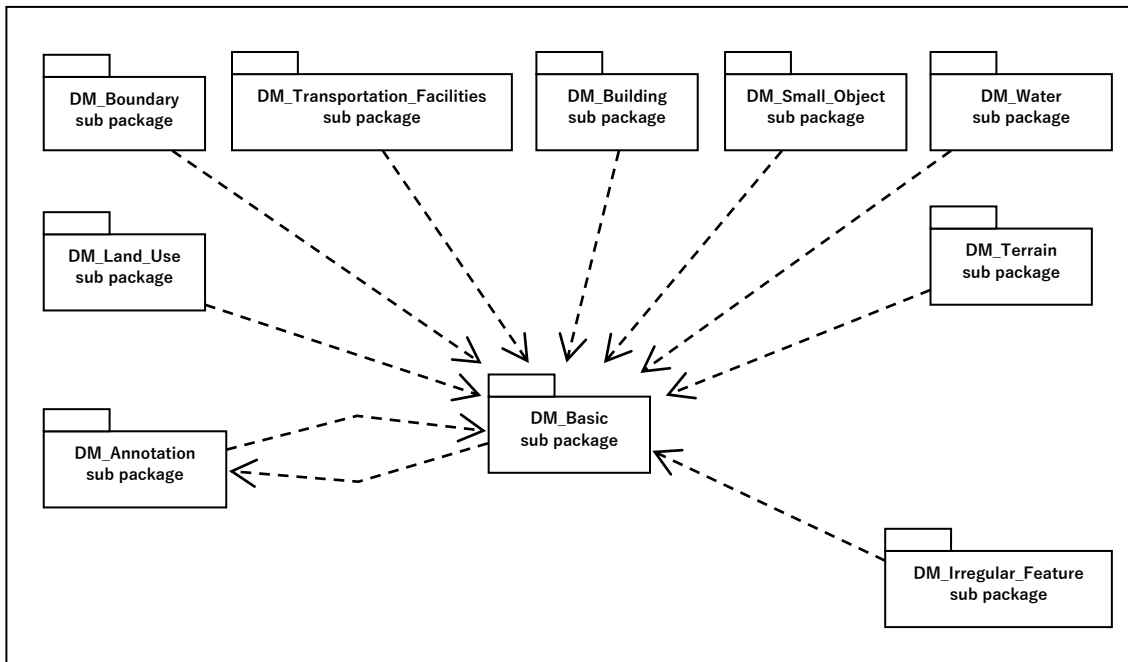 DM_Boundary
sub package
DM_Transportation_Facilities
sub package
DM_Building
sub package
DM_Small_Object
sub package
DM_Water
sub package
DM_Land_Use
sub package
DM_Terrain
sub package
DM_Basic
sub package
DM_Annotation
sub package
DM_Irregular_Feature
sub package